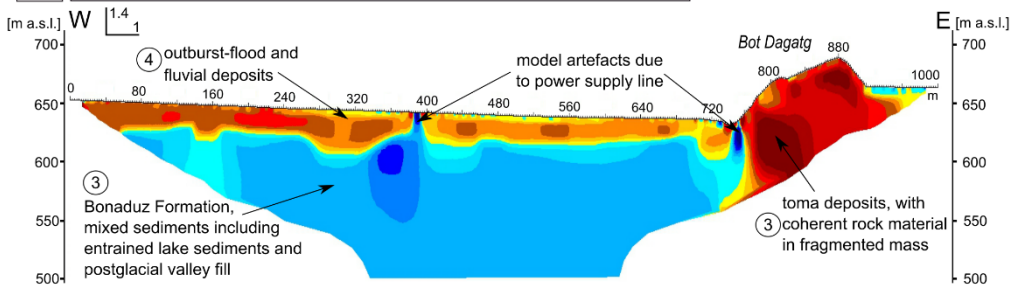 W
E
1.4
1
[m a.s.l.]
[m a.s.l.]
Bot Dagatg
④ outburst-flood and
fluvial deposits
model artefacts due
to power supply line
700
650
600
550
500
700
650
600
550
500
0
80
160
240
320
400
480
560
640
720
800
880
1000
m
③
Bonaduz Formation,
mixed sediments including
entrained lake sediments and
postglacial valley fill
toma deposits, with
③ coherent rock material
in fragmented mass